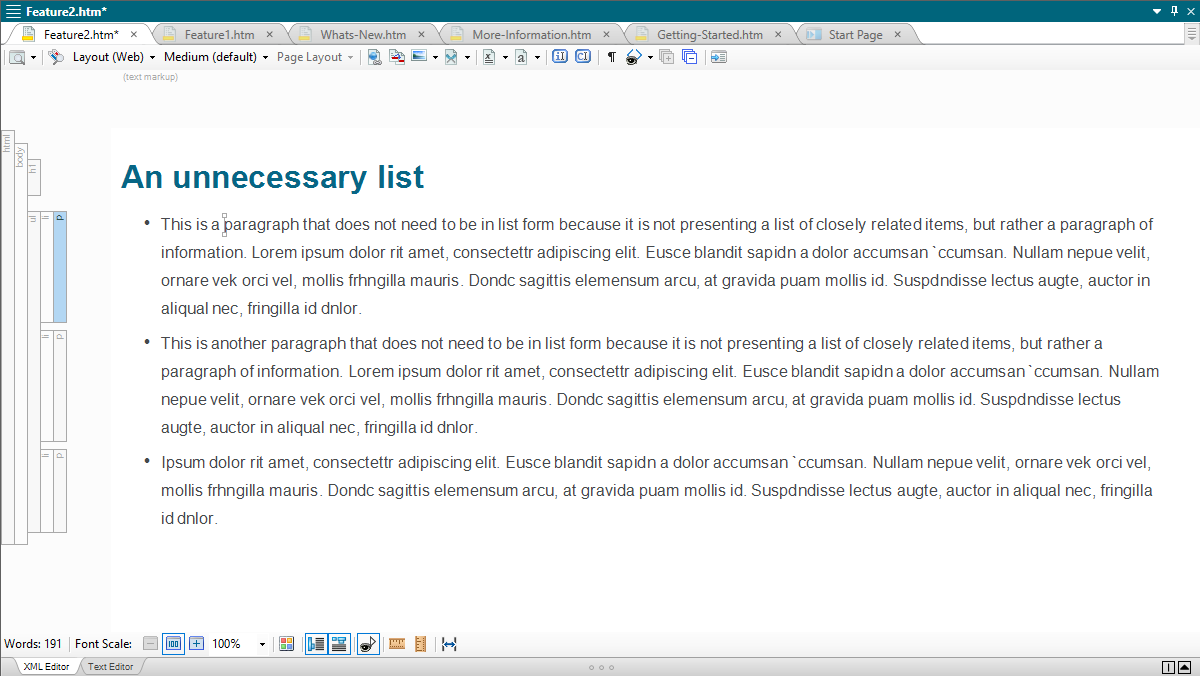 Feature2.htm*
Feature2.htm* Feature1.htm Whats-New.htm More-Information.htm Getting-Started.htm Start Page
Layout (Web) Medium (default) Page Layout
(text markup)
html
body
h1
ul
li
p
An unnecessary list
• This is a paragraph that does not need to be in list form because it is not presenting a list of closely related items, but rather a paragraph of
information. Lorem ipsum dolor rit amet, consectettr adipiscing elit. Eusce blandit sapidn a dolor accumsan `ccumsan. Nullam nepue velit,
ornare vek orci vel, mollis frhngilla mauris. Dondc sagittis elemensum arcu, at gravida puam mollis id. Suspdndisse lectus augte, auctor in
aliqual nec, fringilla id dnlor.
li
p
• This is another paragraph that does not need to be in list form because it is not presenting a list of closely related items, but rather a
paragraph of information. Lorem ipsum dolor rit amet, consectettr adipiscing elit. Eusce blandit sapidn a dolor accumsan `ccumsan. Nullam
nepue velit, ornare vek orci vel, mollis frhngilla mauris. Dondc sagittis elemensum arcu, at gravida puam mollis id. Suspdndisse lectus
augte, auctor in aliqual nec, fringilla id dnlor.
li
p
• Ipsum dolor rit amet, consectettr adipiscing elit. Eusce blandit sapidn a dolor accumsan `ccumsan. Nullam nepue velit, ornare vek orci vel,
mollis frhngilla mauris. Dondc sagittis elemensum arcu, at gravida puam mollis id. Suspdndisse lectus augte, auctor in aliqual nec, fringilla
id dnlor.
Words: 191 Font Scale: 100 100%
XML Editor Text Editor